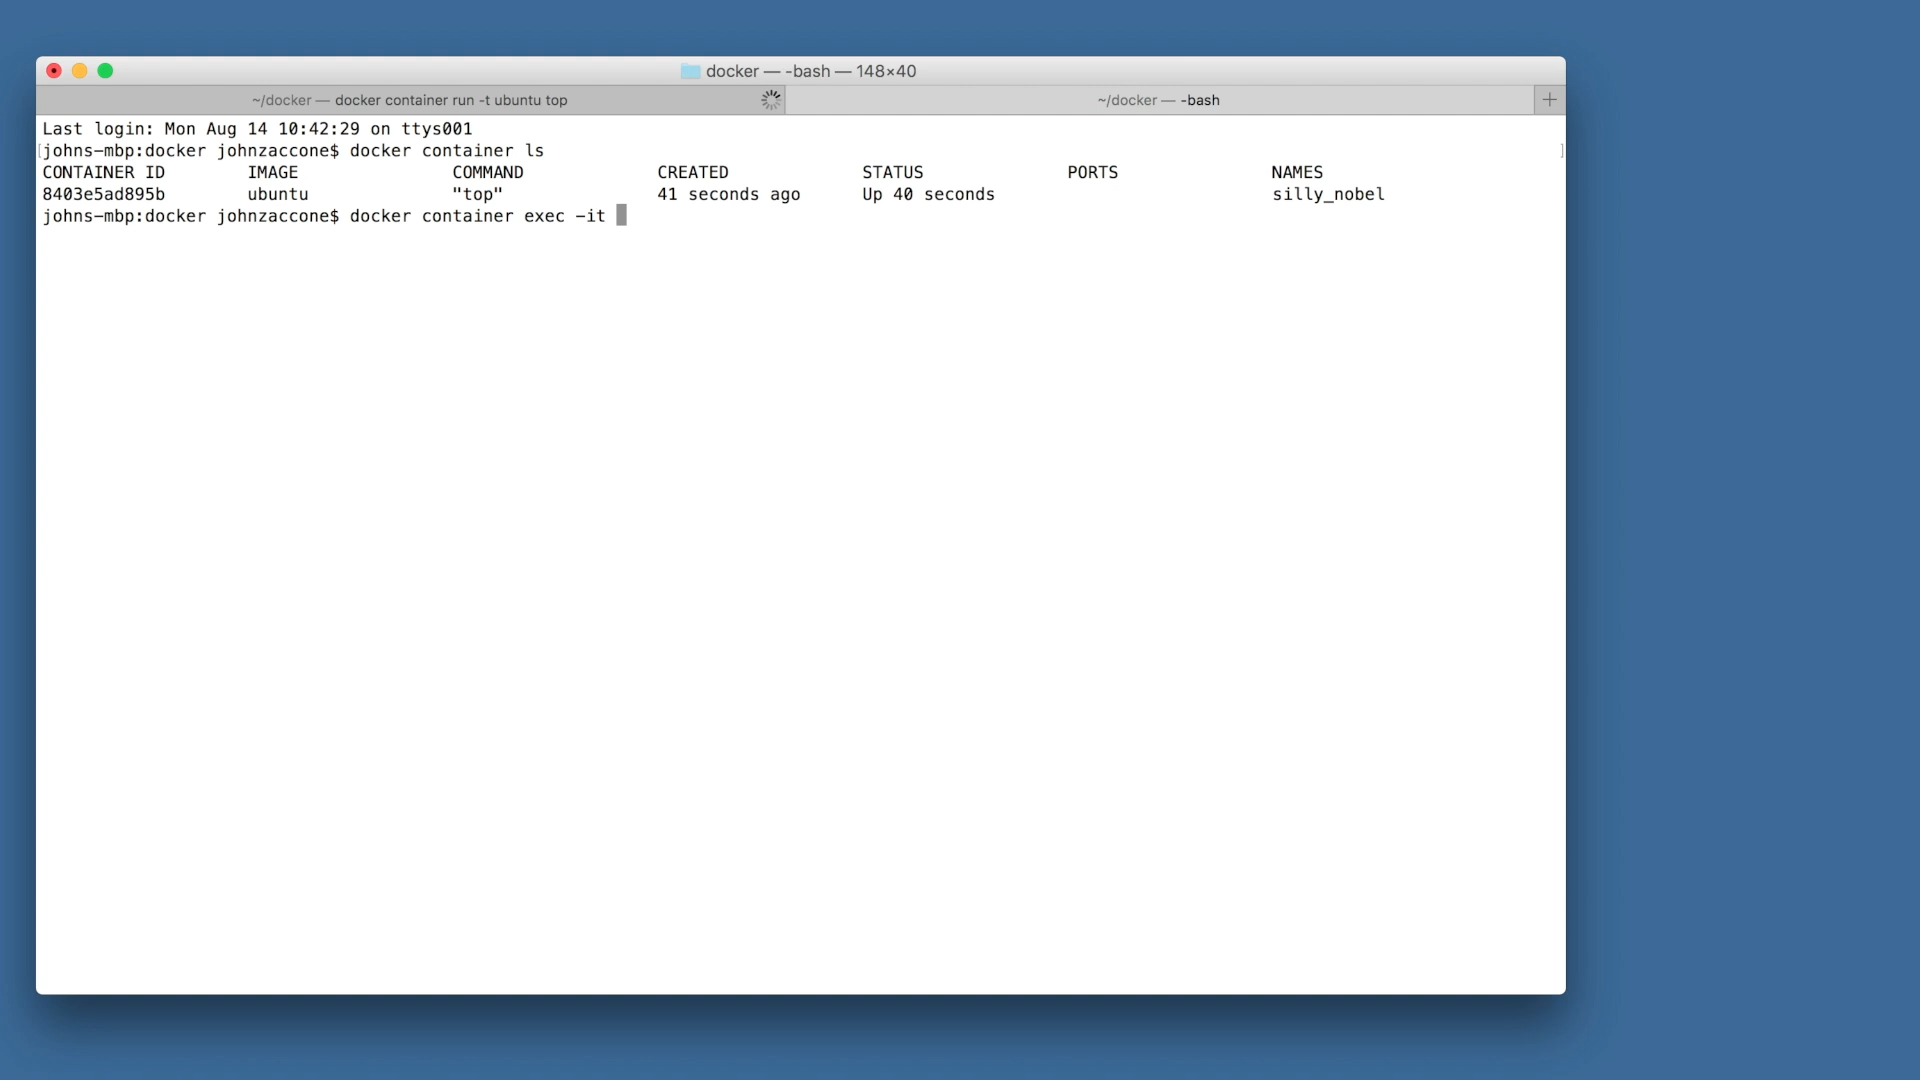 docker — -bash — 148×40
~/docker — docker container run -t ubuntu top ~/docker — -bash
Last login: Mon Aug 14 10:42:29 on ttys001
[johns-mbp:docker johnzaccone$ docker container ls ]
CONTAINER ID IMAGE COMMAND CREATED STATUS PORTS NAMES
8403e5ad895b ubuntu "top" 41 seconds ago Up 40 seconds silly_nobel
johns-mbp:docker johnzaccone$ docker container exec -it